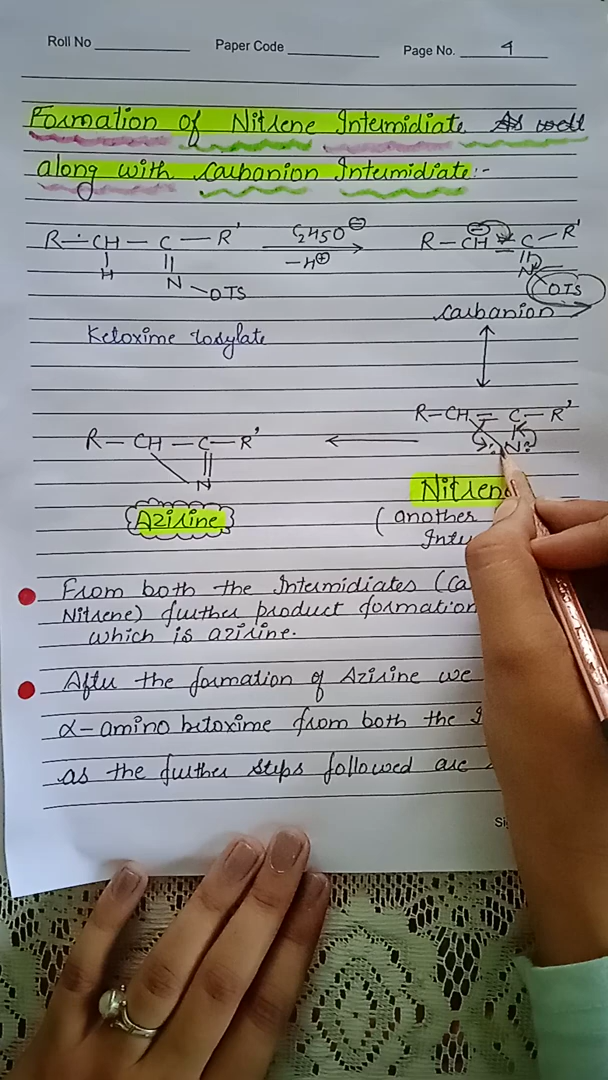 Roll No Paper Code Page No. 4
Formation of Nitrene Intermidiate As well
along with Carbanion Intermidiate:-
R — CH — C — R' C2H5O⊖ R — CH — C — R'
H || -H⊕ N
N — OTS OTS
carbanion
Ketoxime Tosylate
R — CH = C — R'
R — CH — C — R' :N:
N
Azirine Nitren
(another
From both the Intermidiates (Ca
Nitrene) further product formation
which is azirine.
After the formation of Azirine we
α-amino ketoxime from both the I
as the further steps followed are